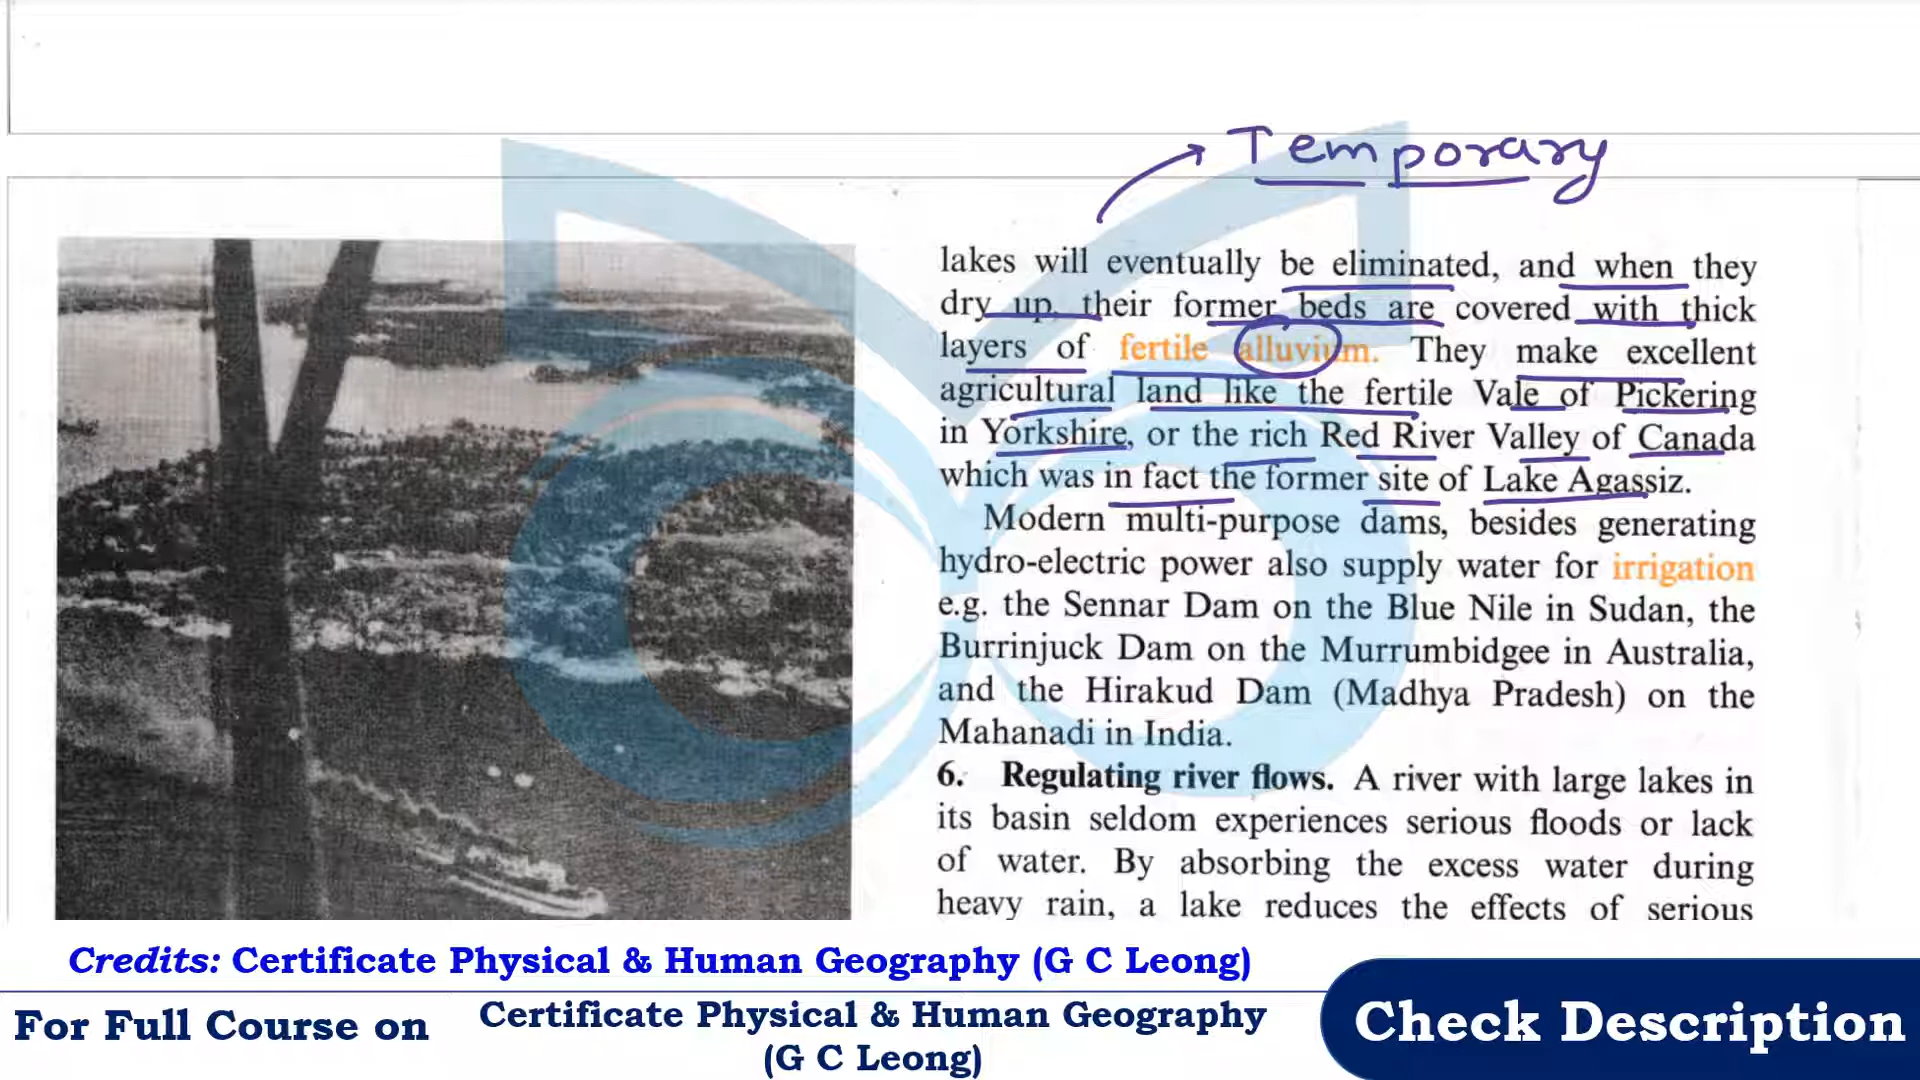 Temporary
lakes will eventually be eliminated, and when they
dry up, their former beds are covered with thick
layers of fertile alluvium. They make excellent
agricultural land like the fertile Vale of Pickering
in Yorkshire, or the rich Red River Valley of Canada
which was in fact the former site of Lake Agassiz.
Modern multi-purpose dams, besides generating
hydro-electric power also supply water for irrigation
e.g. the Sennar Dam on the Blue Nile in Sudan, the
Burrinjuck Dam on the Murrumbidgee in Australia,
and the Hirakud Dam (Madhya Pradesh) on the
Mahanadi in India.
6. Regulating river flows. A river with large lakes in
its basin seldom experiences serious floods or lack
of water. By absorbing the excess water during
heavy rain, a lake reduces the effects of serious
Credits: Certificate Physical & Human Geography (G C Leong)
For Full Course on
Certificate Physical & Human Geography
(G C Leong)
Check Description